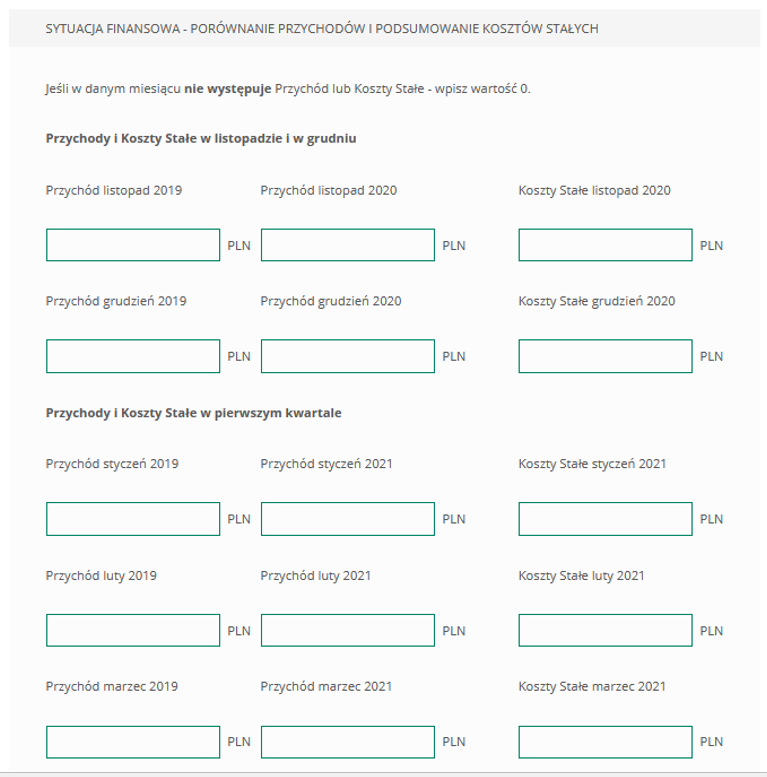 SYTUACJA FINANSOWA - PORÓWNANIE PRZYCHODÓW I PODSUMOWANIE KOSZTÓW STAŁYCH
Jeśli w danym miesiącu nie występuje Przychód lub Koszty Stałe - wpisz wartość 0.
Przychody i Koszty Stałe w listopadzie i w grudniu
Przychód listopad 2019 Przychód listopad 2020 Koszty Stałe listopad 2020
PLN PLN PLN
Przychód grudzień 2019 Przychód grudzień 2020 Koszty Stałe grudzień 2020
PLN PLN PLN
Przychody i Koszty Stałe w pierwszym kwartale
Przychód styczeń 2019 Przychód styczeń 2021 Koszty Stałe styczeń 2021
PLN PLN PLN
Przychód luty 2019 Przychód luty 2021 Koszty Stałe luty 2021
PLN PLN PLN
Przychód marzec 2019 Przychód marzec 2021 Koszty Stałe marzec 2021
PLN PLN PLN